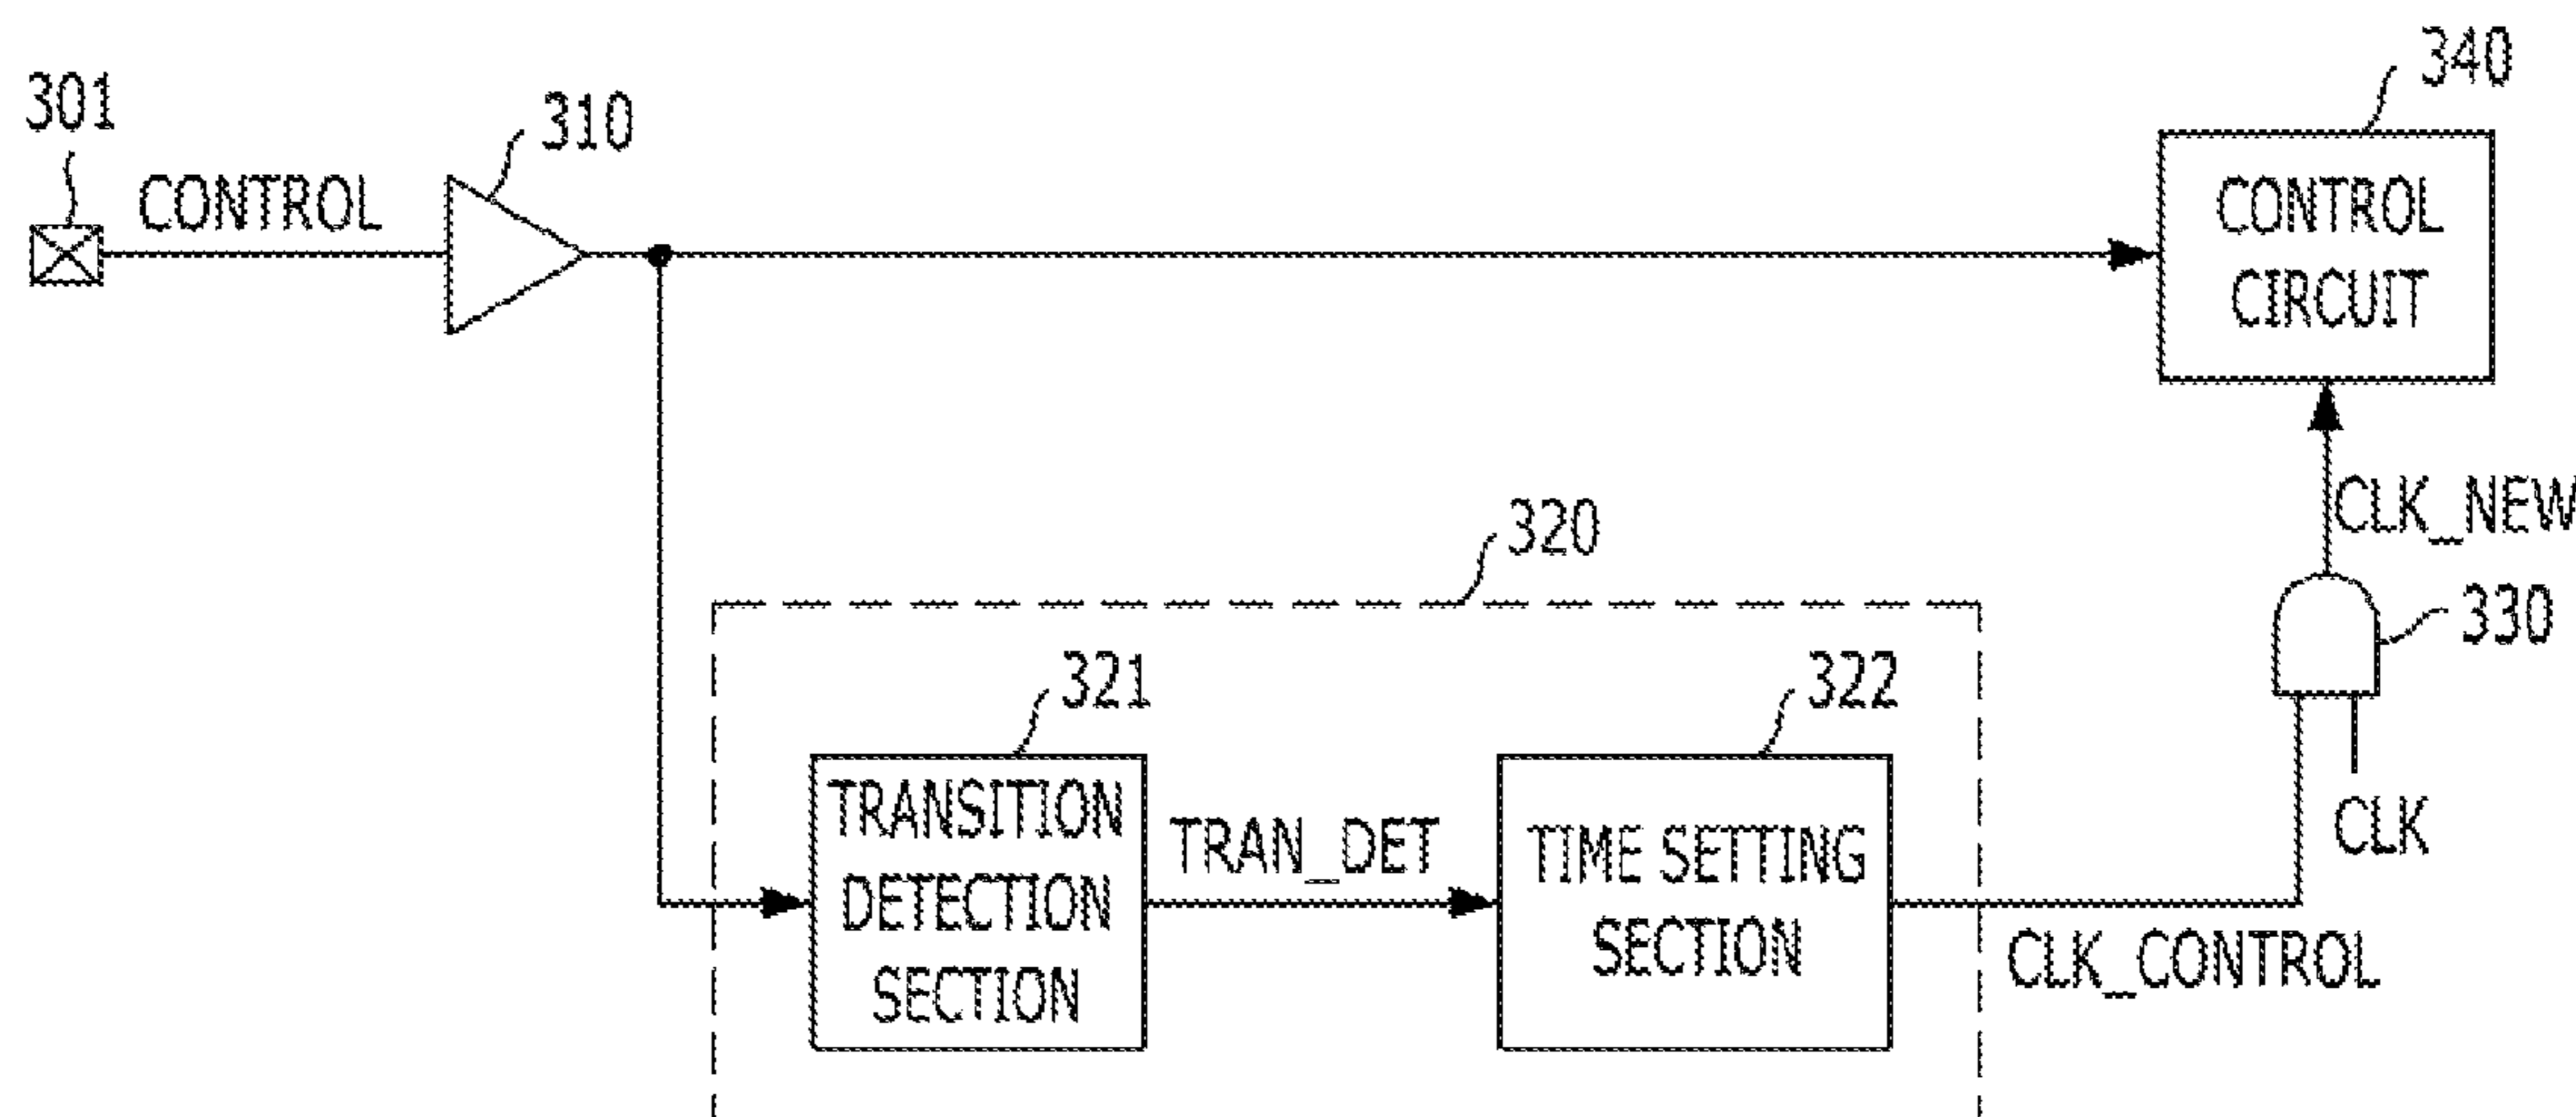 340
301
310
CONTROL
CONTROL
CIRCUIT
CLK_NEW
320
330
321
322
TRANSITION
DETECTION
SECTION
TRAN_DET
TIME SETTING
SECTION
CLK
CLK_CONTROL